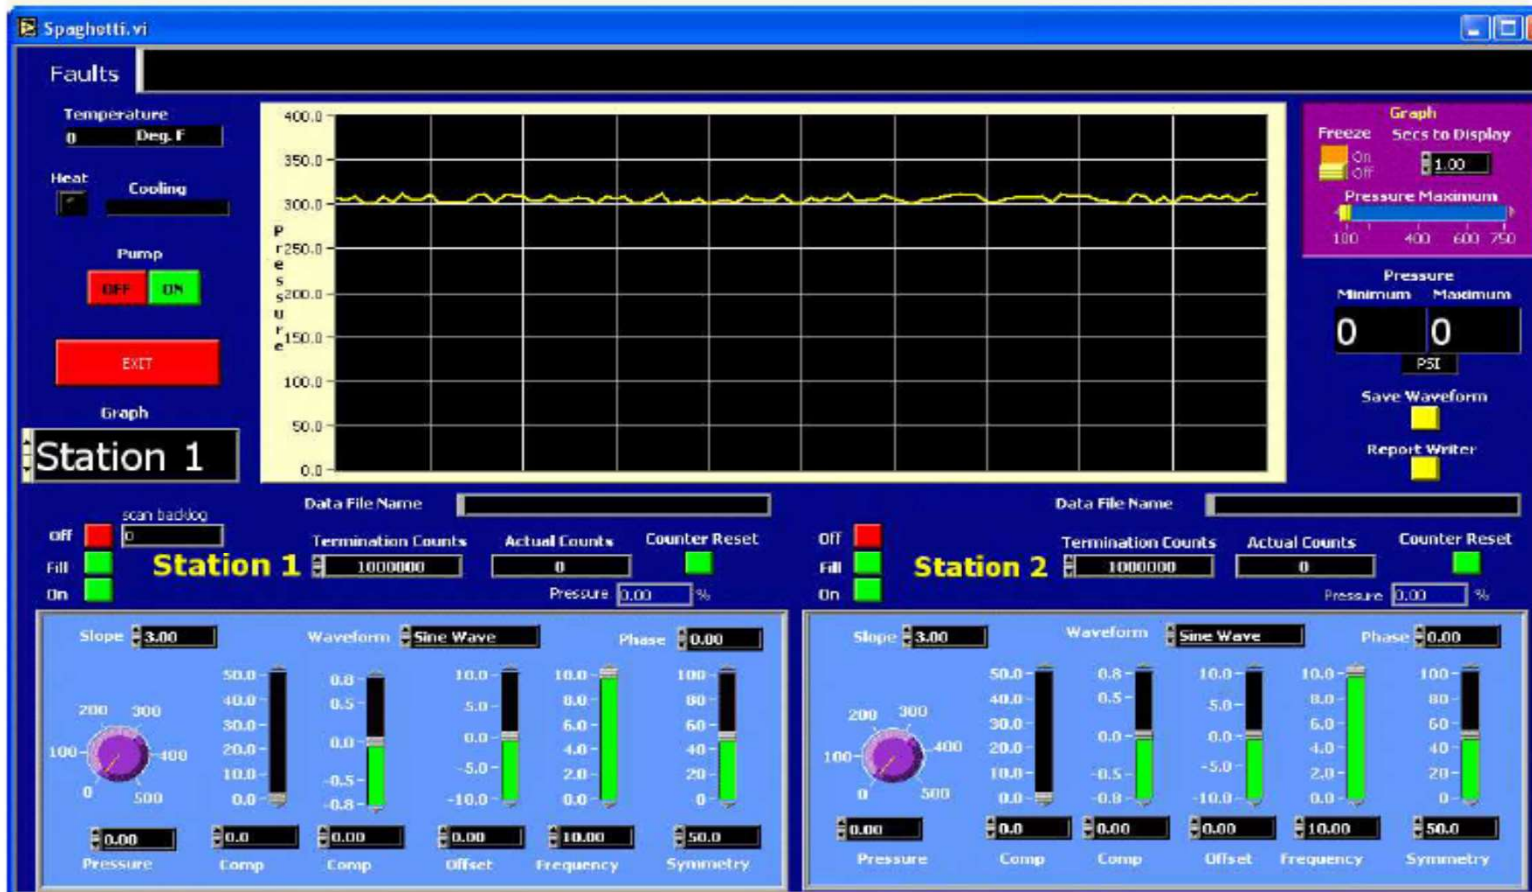 Spaghetti.vi
Faults
Temperature
0 Deg. F
Heat
Cooling
Pump
OFF ON
EXIT
Graph
Station 1
400.0
350.0
300.0
250.0
200.0
150.0
100.0
50.0
0.0
Pressure
Graph
Freeze Secs to Display
On
Off
1.00
Pressure Maximum
100 400 600 750
Pressure
Minimum Maximum
0 0
PSI
Save Waveform
Report Writer
Data File Name
scan backlog
0
Off
Fill
On
Station 1
Termination Counts Actual Counts Counter Reset
1000000 0
Pressure 0.00 %
Slope 3.00 Waveform Sine Wave Phase 0.00
0 100 200 300 400 500
50.0 40.0 30.0 20.0 10.0 0.0
0.8 0.5 0.0 -0.5 -0.8
10.0 5.0 0.0 -5.0 -10.0
10.0 8.0 6.0 4.0 2.0 0.0
100 80 60 40 20 0
0.00 0.0 0.00 0.00 10.00 50.0
Pressure Comp Comp Offset Frequency Symmetry
Data File Name
Off
Fill
On
Station 2
Termination Counts Actual Counts Counter Reset
1000000 0
Pressure 0.00 %
Slope 3.00 Waveform Sine Wave Phase 0.00
0 100 200 300 400 500
50.0 40.0 30.0 20.0 10.0 0.0
0.8 0.5 0.0 -0.5 -0.8
10.0 5.0 0.0 -5.0 -10.0
10.0 8.0 6.0 4.0 2.0 0.0
100 80 60 40 20 0
0.00 0.0 0.00 0.00 10.00 50.0
Pressure Comp Comp Offset Frequency Symmetry